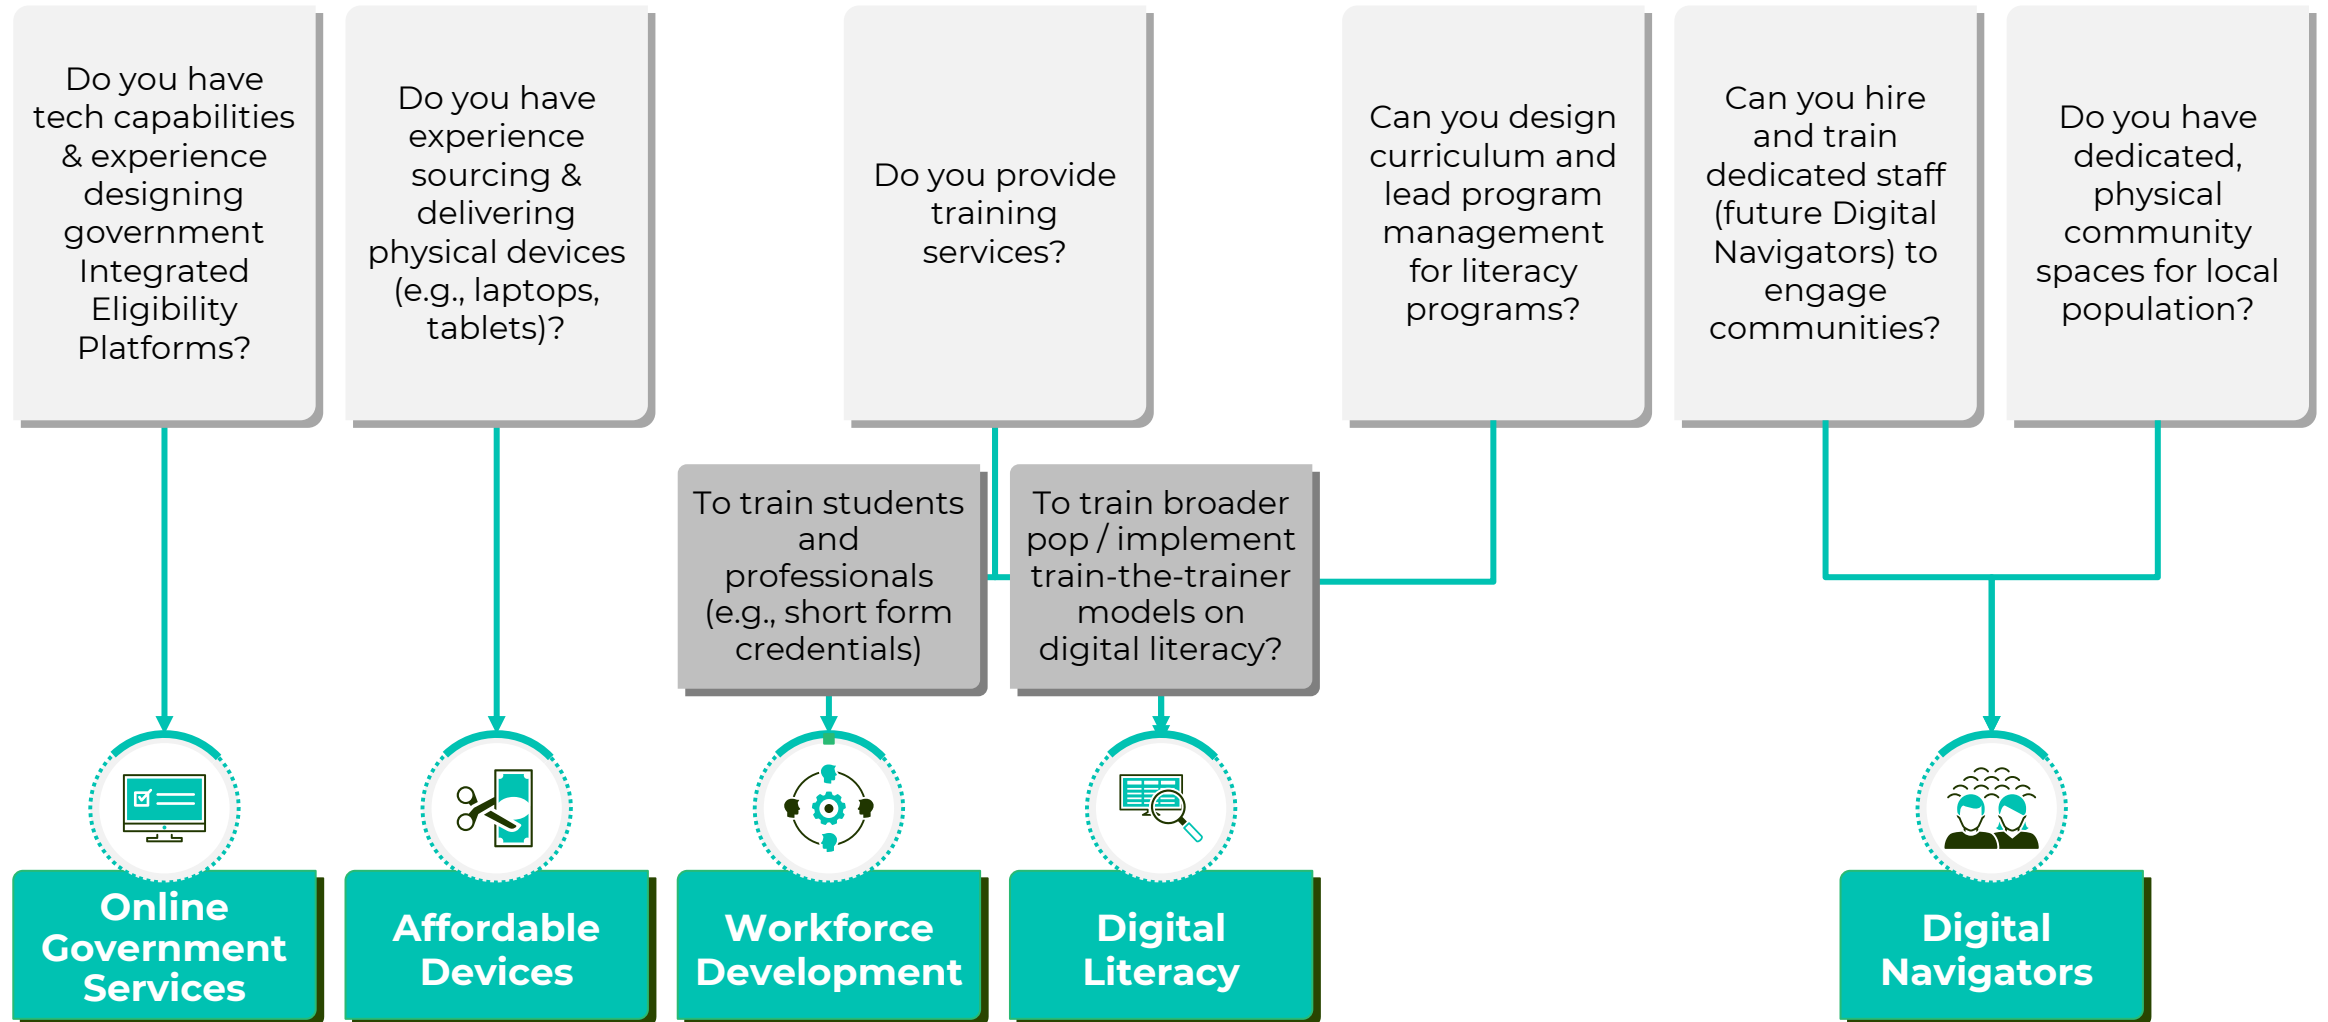 Do you have
tech capabilities
& experience
designing
government
Integrated
Eligibility
Platforms?
Do you have
experience
sourcing &
delivering
physical devices
(e.g., laptops,
tablets)?
Do you provide
training
services?
Can you design
curriculum and
lead program
management
for literacy
programs?
Can you hire
and train
dedicated staff
(future Digital
Navigators) to
engage
communities?
Do you have
dedicated,
physical
community
spaces for local
population?
To train students
and
professionals
(e.g., short form
credentials)
To train broader
pop / implement
train-the-trainer
models on
digital literacy?
Online
Government
Services
Affordable
Devices
Workforce
Development
Digital
Literacy
Digital
Navigators